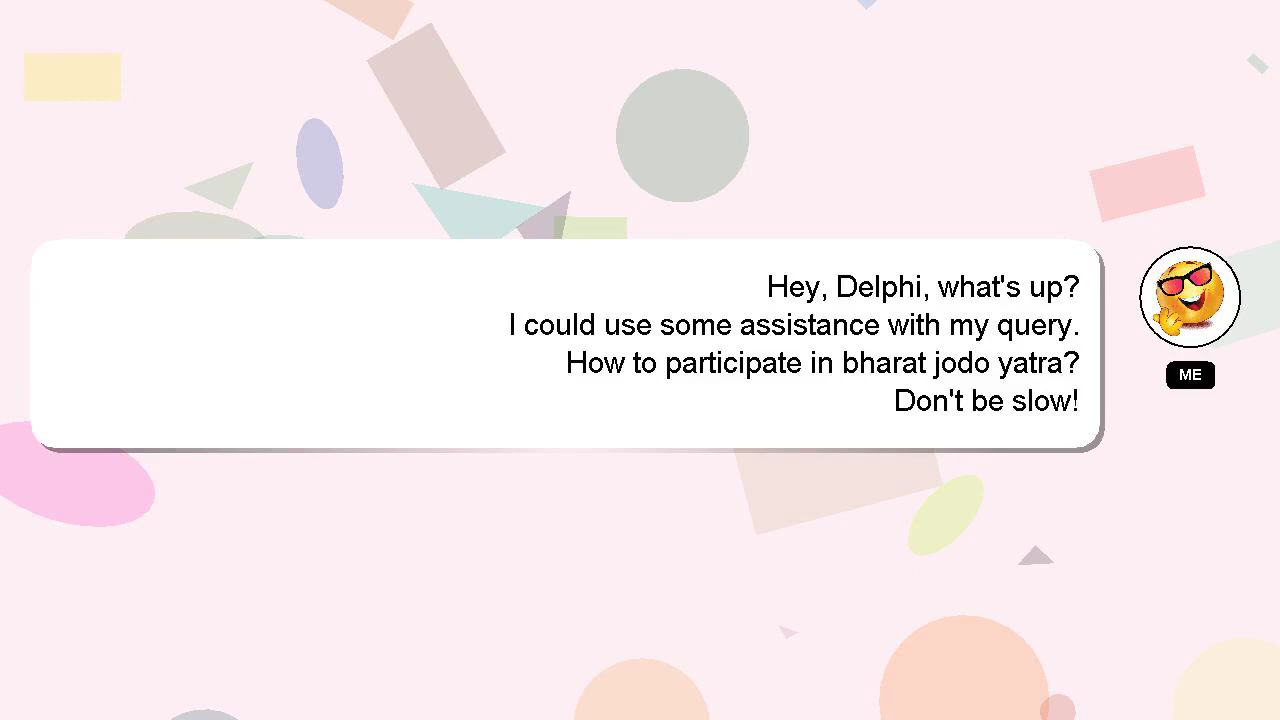 Hey, Delphi, what's up?
I could use some assistance with my query.
How to participate in bharat jodo yatra?
Don't be slow!
ME